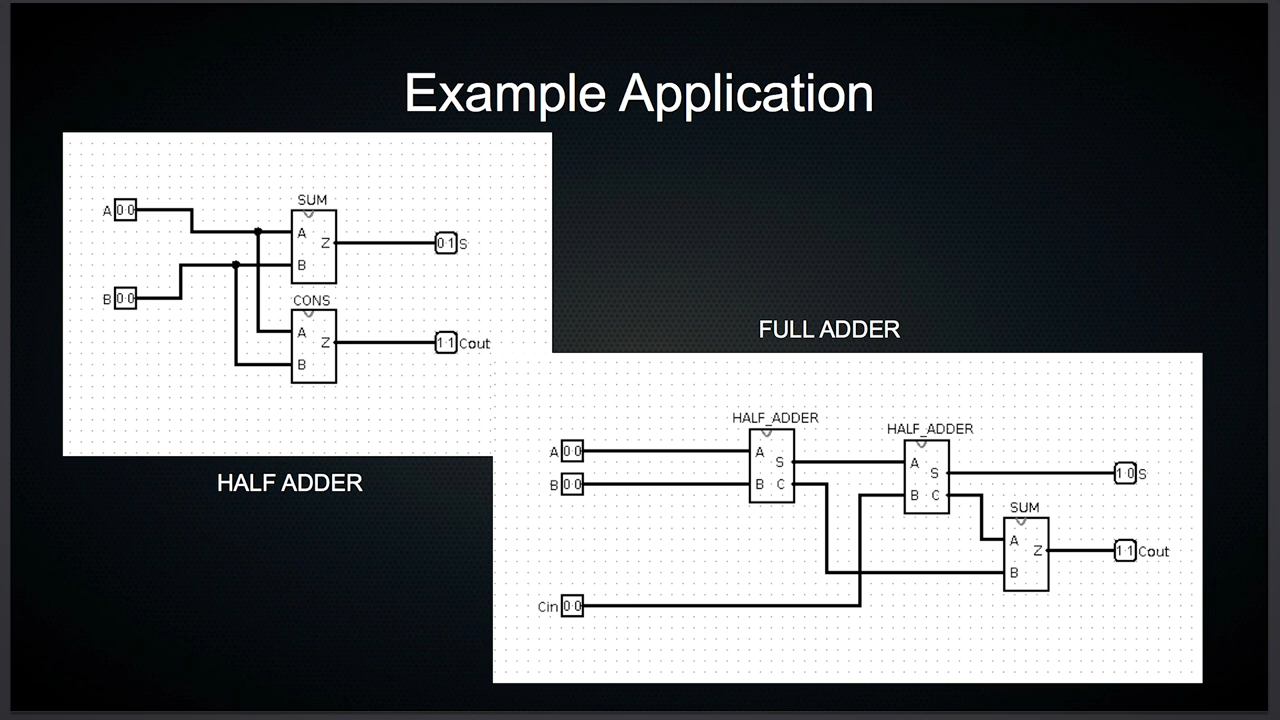 Example Application
SUM
A 0 0
A
Z
0 1 S
B
B 0 0
CONS
A
Z
1 1 Cout
B
HALF ADDER
FULL ADDER
HALF_ADDER
HALF_ADDER
A 0 0
A
S
B 0 0
B C
A
S
B C
1 0 S
SUM
A
Z
1 1 Cout
B
Cin 0 0